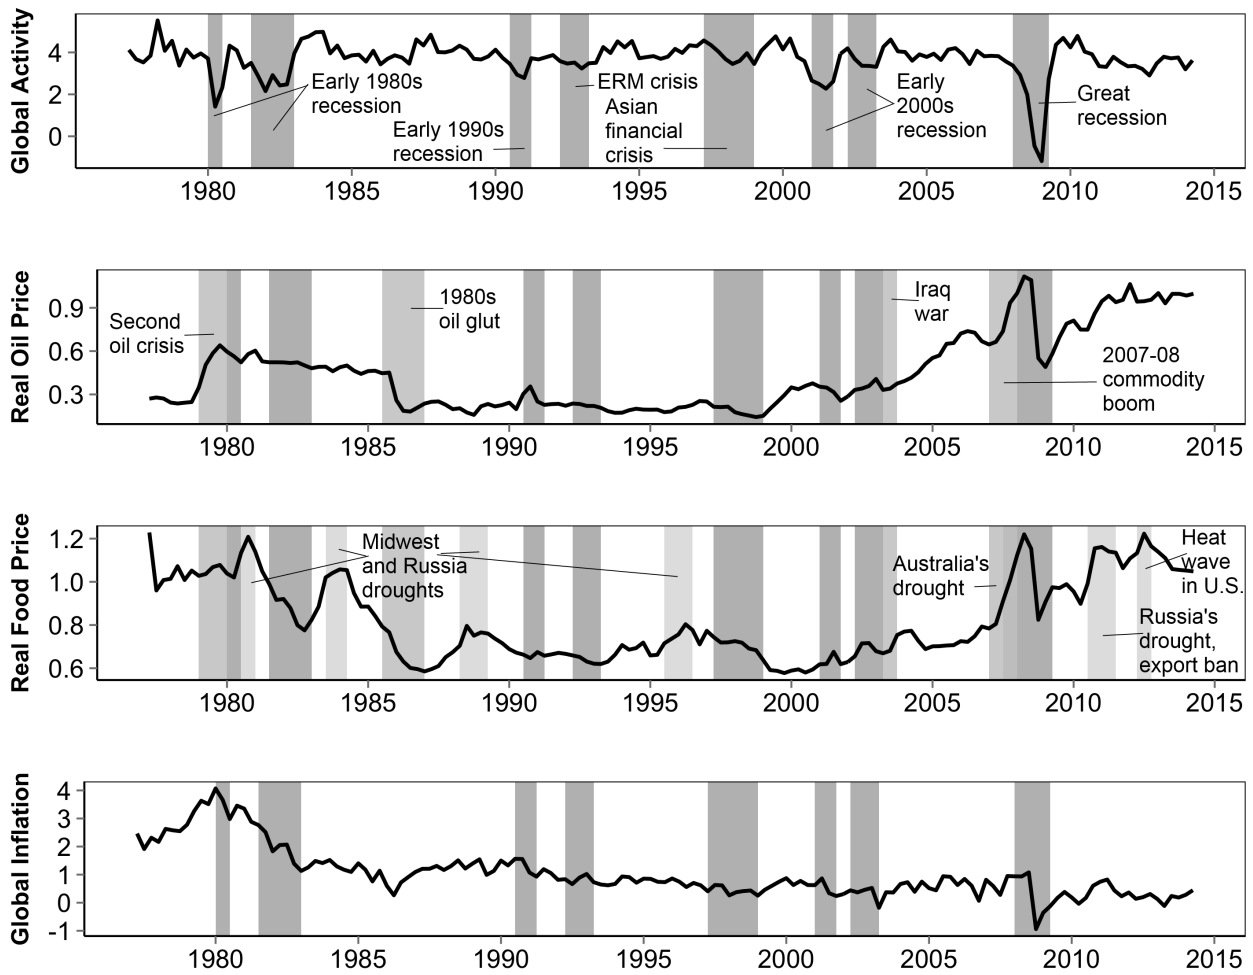 Global Activity
4
2
0
Early 1980s
recession
Early 1990s
recession
ERM crisis
Asian
financial
crisis
Early
2000s
recession
Great
recession
1980 1985 1990 1995 2000 2005 2010 2015
Real Oil Price
0.9
0.6
0.3
Second
oil crisis
1980s
oil glut
Iraq
war
2007-08
commodity
boom
1980 1985 1990 1995 2000 2005 2010 2015
Real Food Price
1.2
1.0
0.8
0.6
Midwest
and Russia
droughts
Australia's
drought
Heat
wave
in U.S.
Russia's
drought,
export ban
1980 1985 1990 1995 2000 2005 2010 2015
Global Inflation
4
3
2
1
0
-1
1980 1985 1990 1995 2000 2005 2010 2015